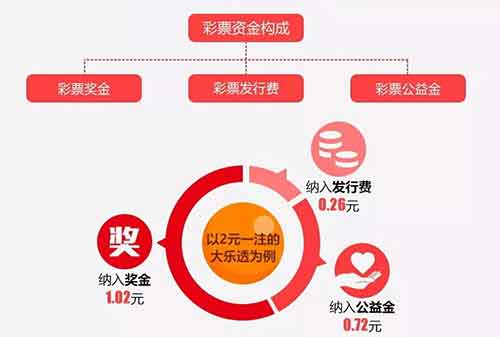 彩票资金构成
彩票奖金
彩票发行费
彩票公益金
纳入发行费
0.26元
以2元一注的
大乐透为例
奖
纳入奖金
1.02元
纳入公益金
0.72元